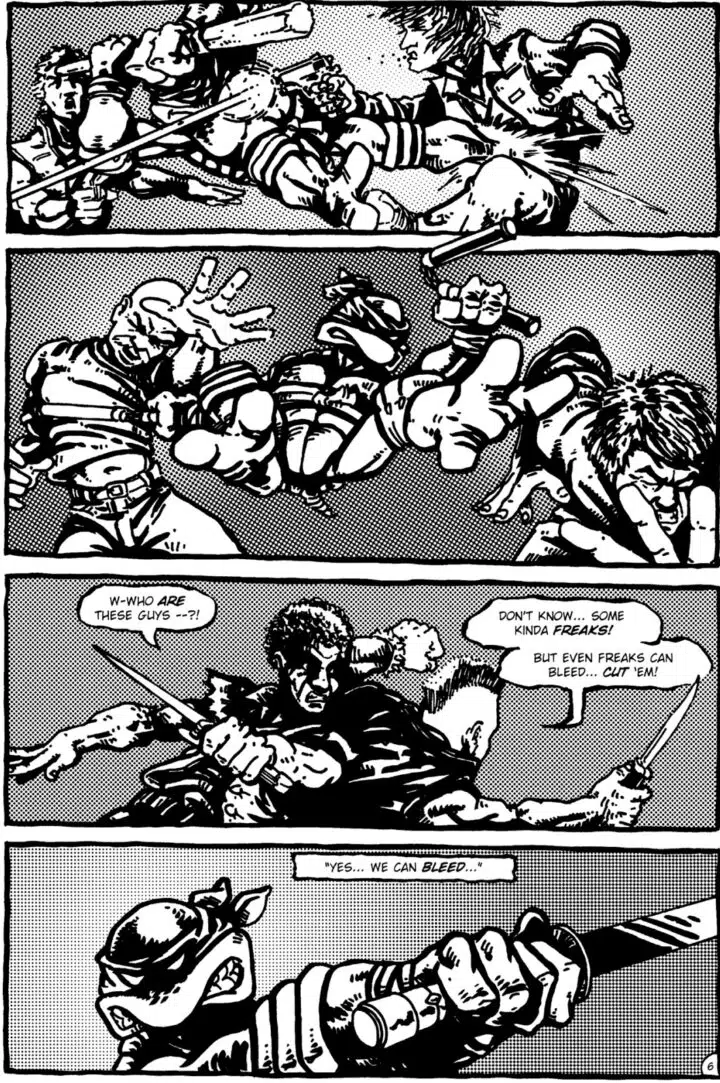 W-WHO ARE
THESE GUYS --?!
DON'T KNOW... SOME
KINDA FREAKS!
BUT EVEN FREAKS CAN
BLEED... CUT 'EM!
"YES... WE CAN BLEED..."
6